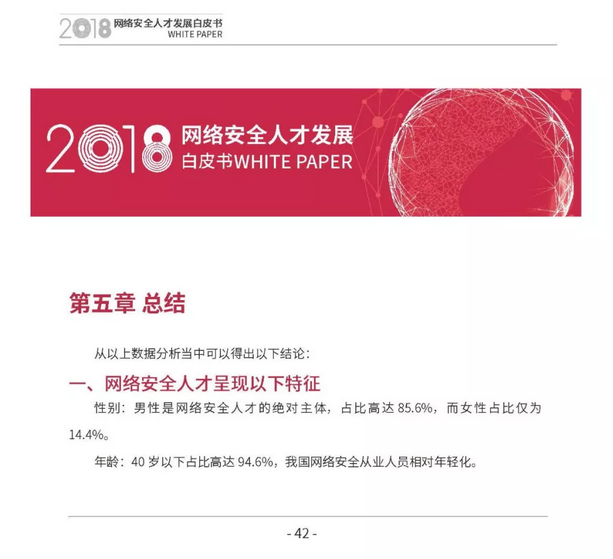 2018 网络安全人才发展白皮书
WHITE PAPER
2018 网络安全人才发展
白皮书WHITE PAPER
第五章 总结
从以上数据分析当中可以得出以下结论：
一、网络安全人才呈现以下特征
性别：男性是网络安全人才的绝对主体，占比高达 85.6%，而女性占比仅为
14.4%。
年龄：40 岁以下占比高达 94.6%，我国网络安全从业人员相对年轻化。
- 42 -